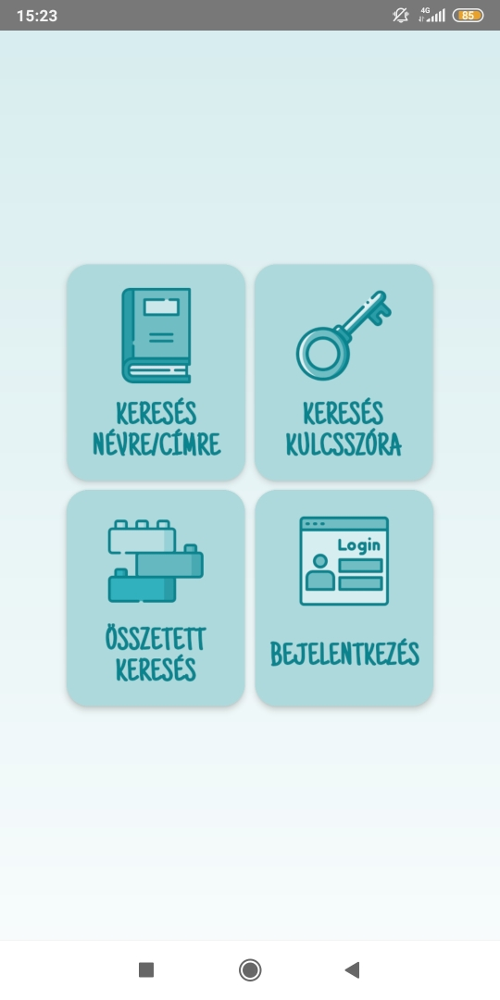 15:23
4G
85
KERESÉS
NÉVRE/CÍMRE
KERESÉS
KULCSSZÓRA
ÖSSZETETT
KERESÉS
Login
BEJELENTKEZÉS